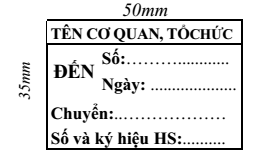 50mm
35mm
TÊN CƠ QUAN, TỔCHỨC
ĐẾN
Số:……….............
Ngày: .....................
Chuyển:..………………
Số và ký hiệu HS:..........